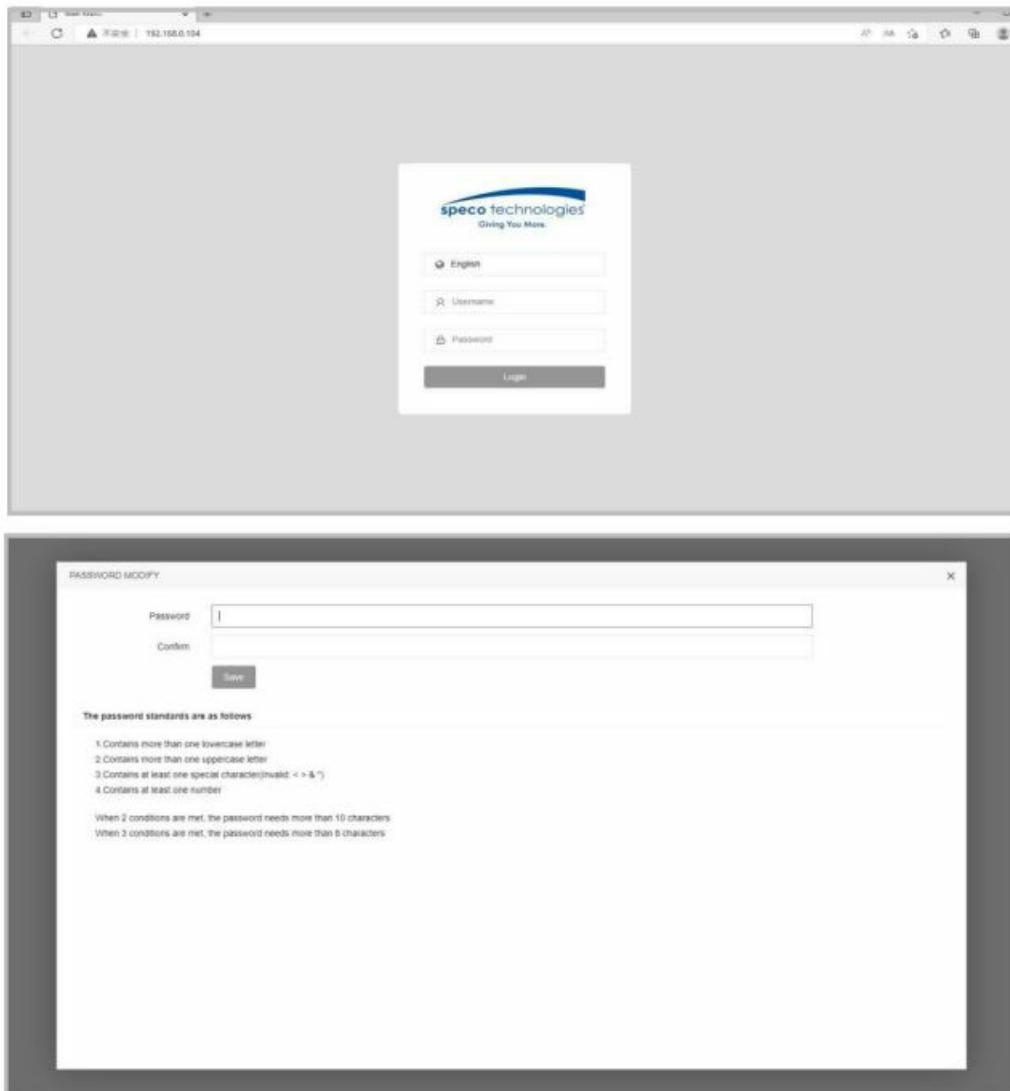 192.168.0.104
speco technologies
Giving You More.
English
Username
Password
Login
PASSWORD MODIFY
Password
Confirm
Save
The password standards are as follows
1.Contains more than one lowercase letter
2.Contains more than one uppercase letter
3.Contains at least one special character(Invalid: < > &
4.Contains at least one number
When 2 conditions are met, the password needs more than 10 characters
When 3 conditions are met, the password needs more than characters